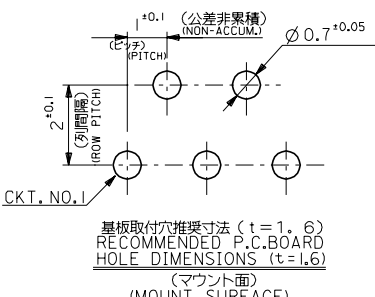 1±0.1
(公差非累積)
(NON-ACCUM.)
(ピッチ)
(PITCH)
Ø0.7±0.05
2±0.1
(列間隔)
(ROW PITCH)
CKT. NO.1
基板取付穴推奨寸法 (t=1. 6)
RECOMMENDED P.C.BOARD
HOLE DIMENSIONS (t=1.6)
(マウント面)
(MOUNT SURFACE)